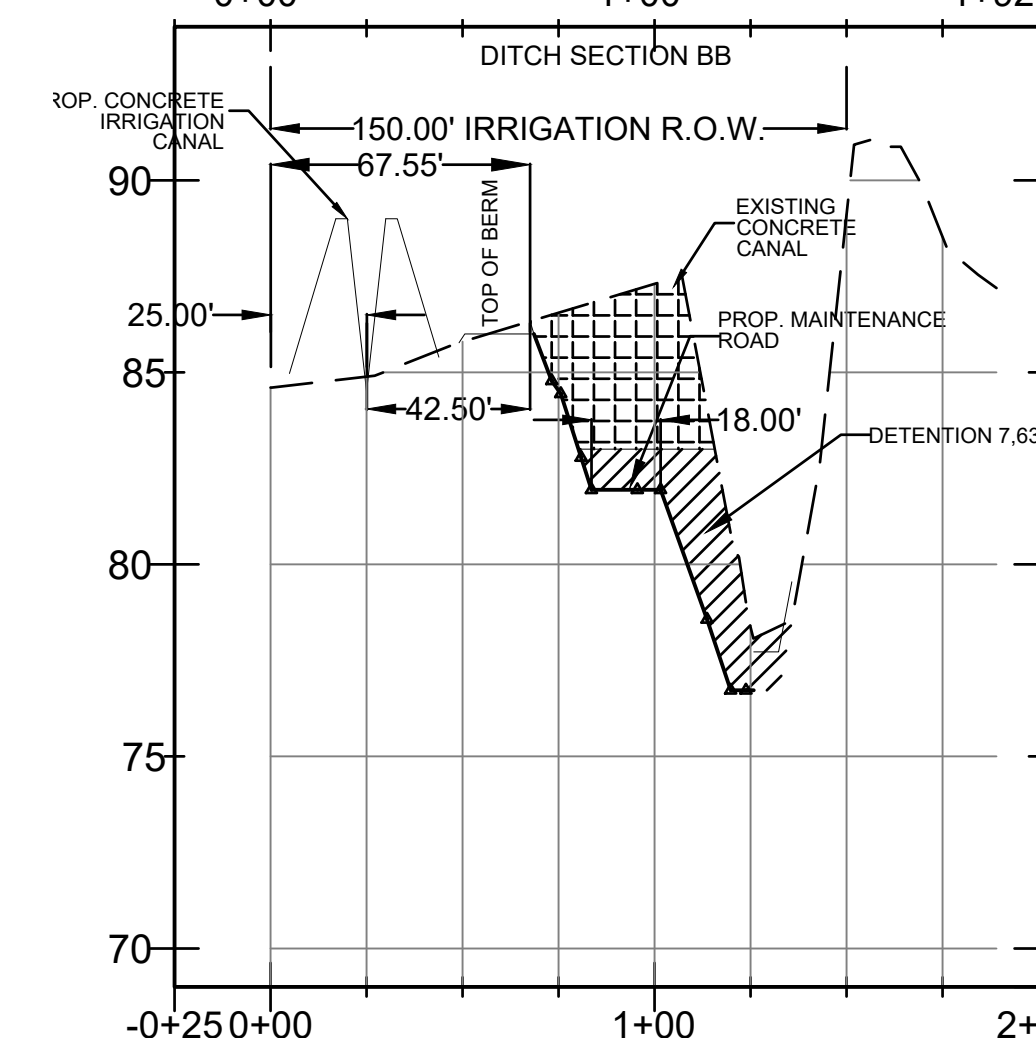 DITCH SECTION BB
ROP. CONCRETE
IRRIGATION
CANAL
150.00' IRRIGATION R.O.W.
67.55'
90
TOP OF BERM
EXISTING
CONCRETE
CANAL
25.00'
PROP. MAINTENANCE
ROAD
85
42.50'
18.00'
DETENTION 7,63
80
75
70
-0+25
0+00
1+00
2+